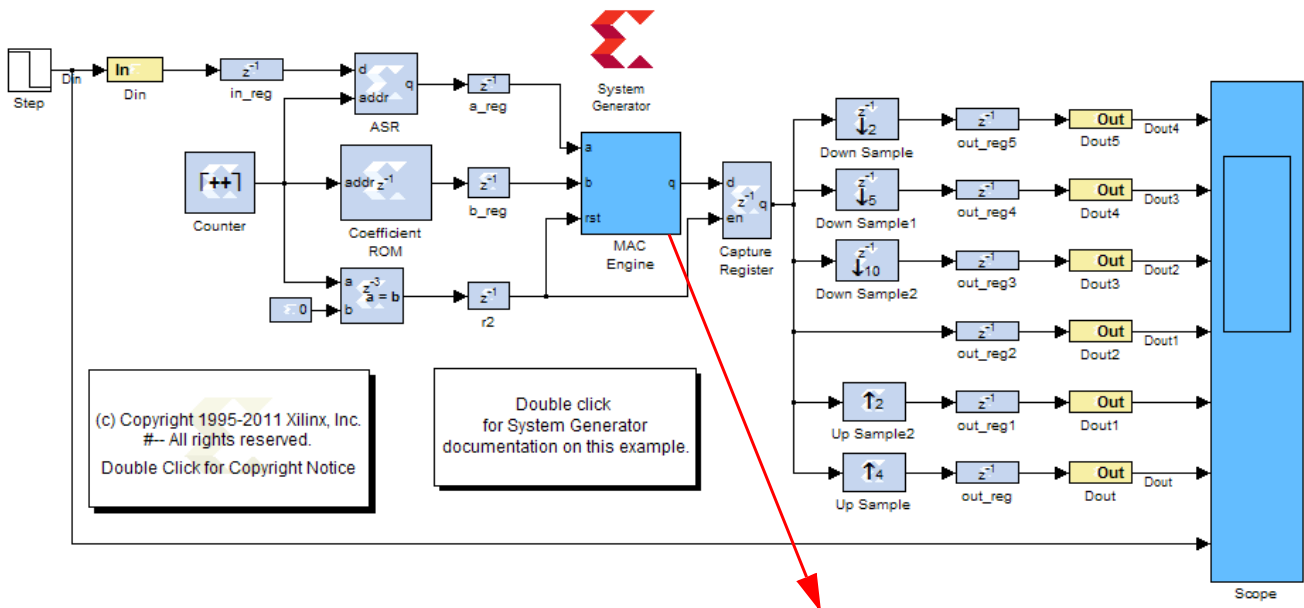 System
Generator
Din
Step
In
Din
z⁻¹
in_reg
d
addr
q
ASR
z⁻¹
a_reg
⌈++⌉
Counter
addr z⁻¹
Coefficient
ROM
z⁻¹
b_reg
a
b
z⁻³
a = b
0
z⁻¹
r2
a
b
rst
q
MAC
Engine
d
en
z⁻¹ q
Capture
Register
z⁻¹
↓2
Down Sample
z⁻¹
out_reg5
Out
Dout5
Dout4
z⁻¹
↓5
Down Sample1
z⁻¹
out_reg4
Out
Dout4
Dout3
z⁻¹
↓10
Down Sample2
z⁻¹
out_reg3
Out
Dout3
Dout2
z⁻¹
out_reg2
Out
Dout2
Dout1
↑2
Up Sample2
z⁻¹
out_reg1
Out
Dout1
↑4
Up Sample
z⁻¹
out_reg
Out
Dout
Dout
Scope
(c) Copyright 1995-2011 Xilinx, Inc.
#-- All rights reserved.
Double Click for Copyright Notice
Double click
for System Generator
documentation on this example.